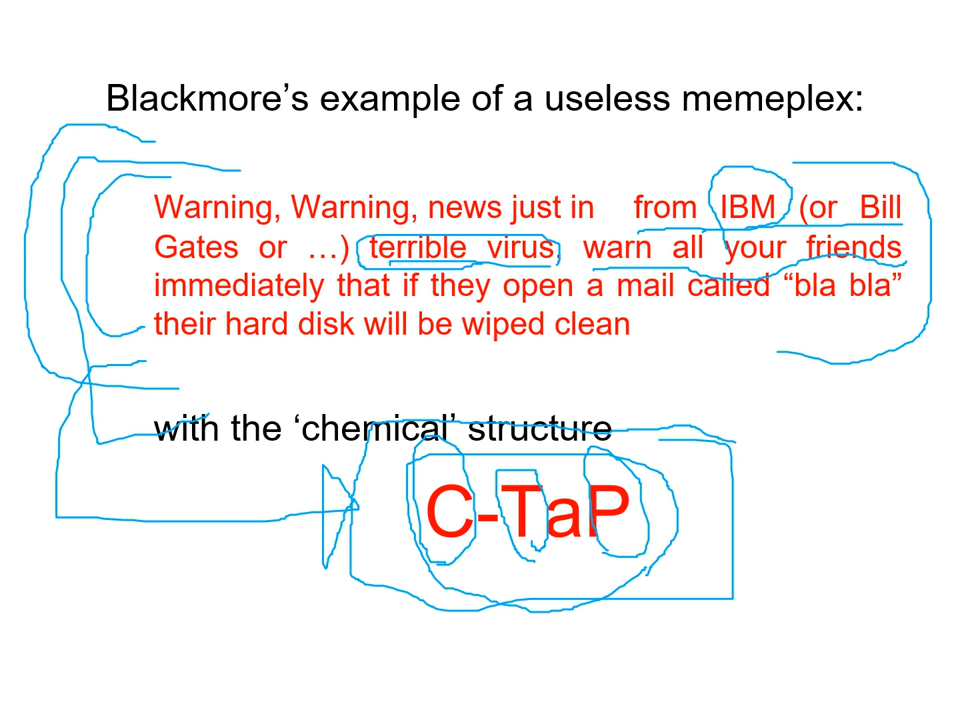 Blackmore’s example of a useless memeplex:
Warning, Warning, news just in from IBM (or Bill
Gates or …) terrible virus, warn all your friends
immediately that if they open a mail called “bla bla”
their hard disk will be wiped clean
with the ‘chemical’ structure
C-TaP